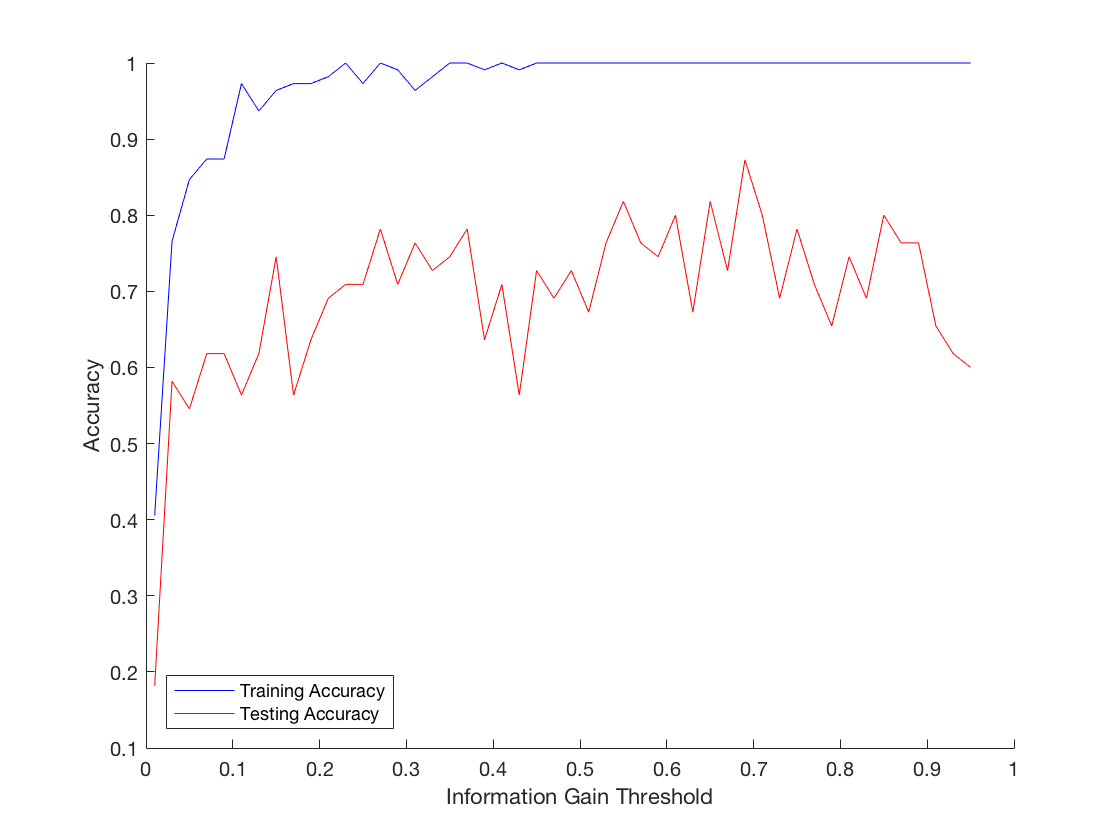 1
0.9
0.8
0.7
0.6
0.5
0.4
0.3
0.2
0.1
Accuracy
Training Accuracy
Testing Accuracy
0 0.1 0.2 0.3 0.4 0.5 0.6 0.7 0.8 0.9 1
Information Gain Threshold